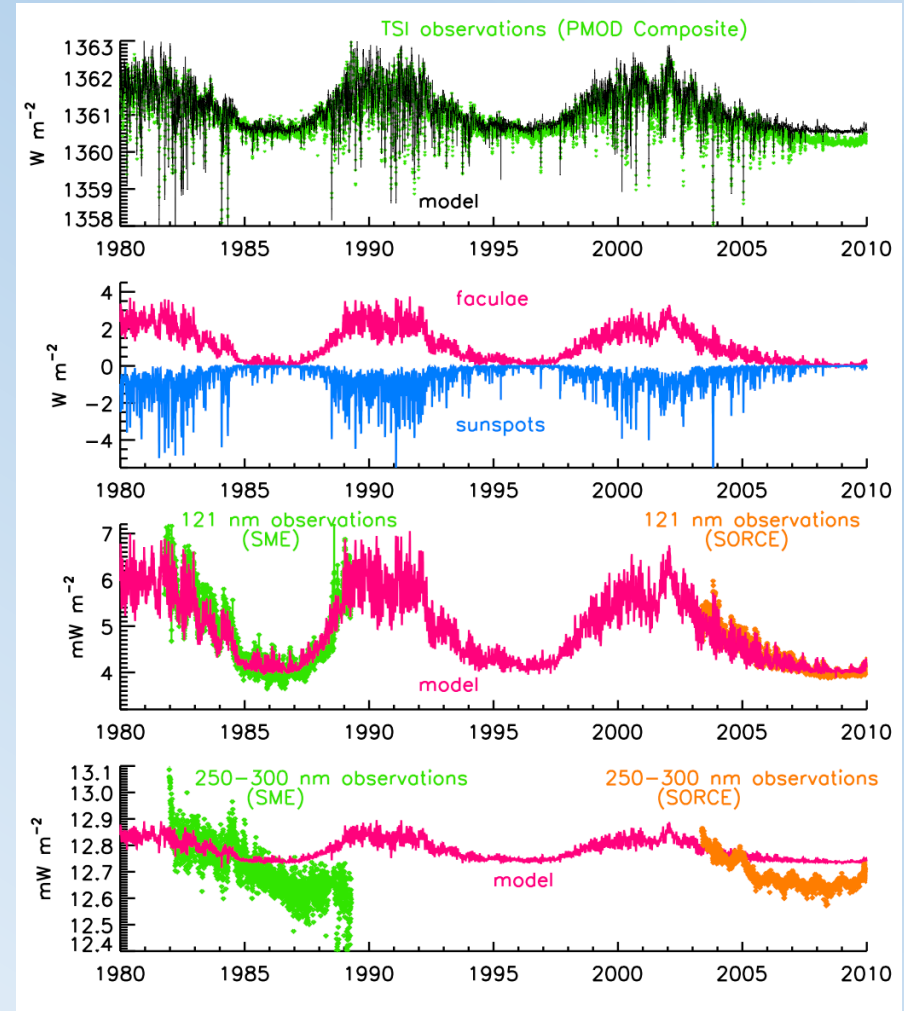 TSI observations (PMOD Composite)
1363
1362
1361
1360
1359
1358
W m⁻²
model
1980 1985 1990 1995 2000 2005 2010
4
2
0
−2
−4
W m⁻²
faculae
sunspots
1980 1985 1990 1995 2000 2005 2010
121 nm observations
(SME)
121 nm observations
(SORCE)
7
6
5
4
mW m⁻²
model
1980 1985 1990 1995 2000 2005 2010
250−300 nm observations
(SME)
250−300 nm observations
(SORCE)
13.1
13.0
12.9
12.8
12.7
12.6
12.5
12.4
mW m⁻²
model
1980 1985 1990 1995 2000 2005 2010